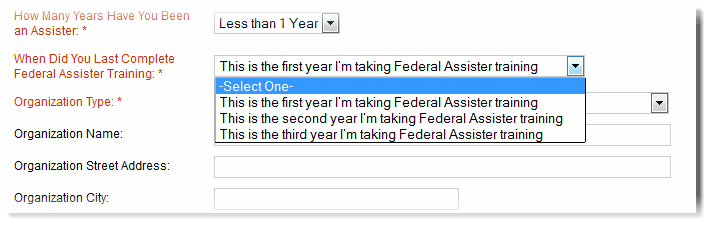 How Many Years Have You Been
an Assister: *
Less than 1 Year
When Did You Last Complete
Federal Assister Training: *
This is the first year I'm taking Federal Assister training
-Select One-
This is the first year I'm taking Federal Assister training
This is the second year I'm taking Federal Assister training
This is the third year I'm taking Federal Assister training
Organization Type: *
Organization Name:
Organization Street Address:
Organization City: